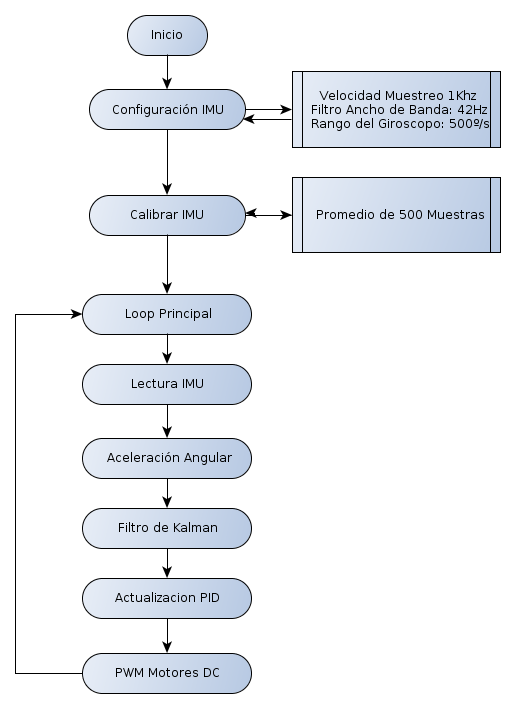 Inicio
Configuración IMU
Velocidad Muestreo 1Khz
Filtro Ancho de Banda: 42Hz
Rango del Giroscopo: 500º/s
Calibrar IMU
Promedio de 500 Muestras
Loop Principal
Lectura IMU
Aceleración Angular
Filtro de Kalman
Actualizacion PID
PWM Motores DC